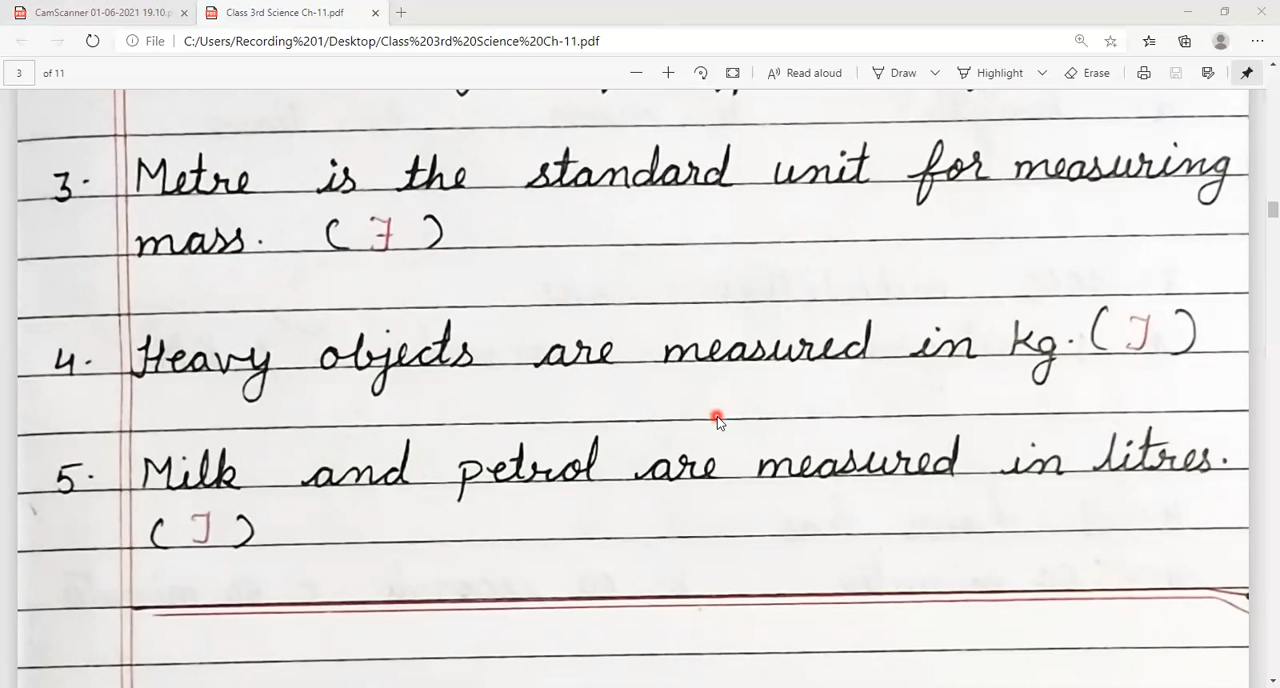 CamScanner 01-06-2021 19.10.p
Class 3rd Science Ch-11.pdf
File
C:/Users/Recording%201/Desktop/Class%203rd%20Science%20Ch-11.pdf
3 of 11
Read aloud
Draw
Highlight
Erase
3. Metre is the standard unit for measuring
mass. (F)
4. Heavy objects are measured in kg. (T)
5. Milk and petrol are measured in litres.
(T)